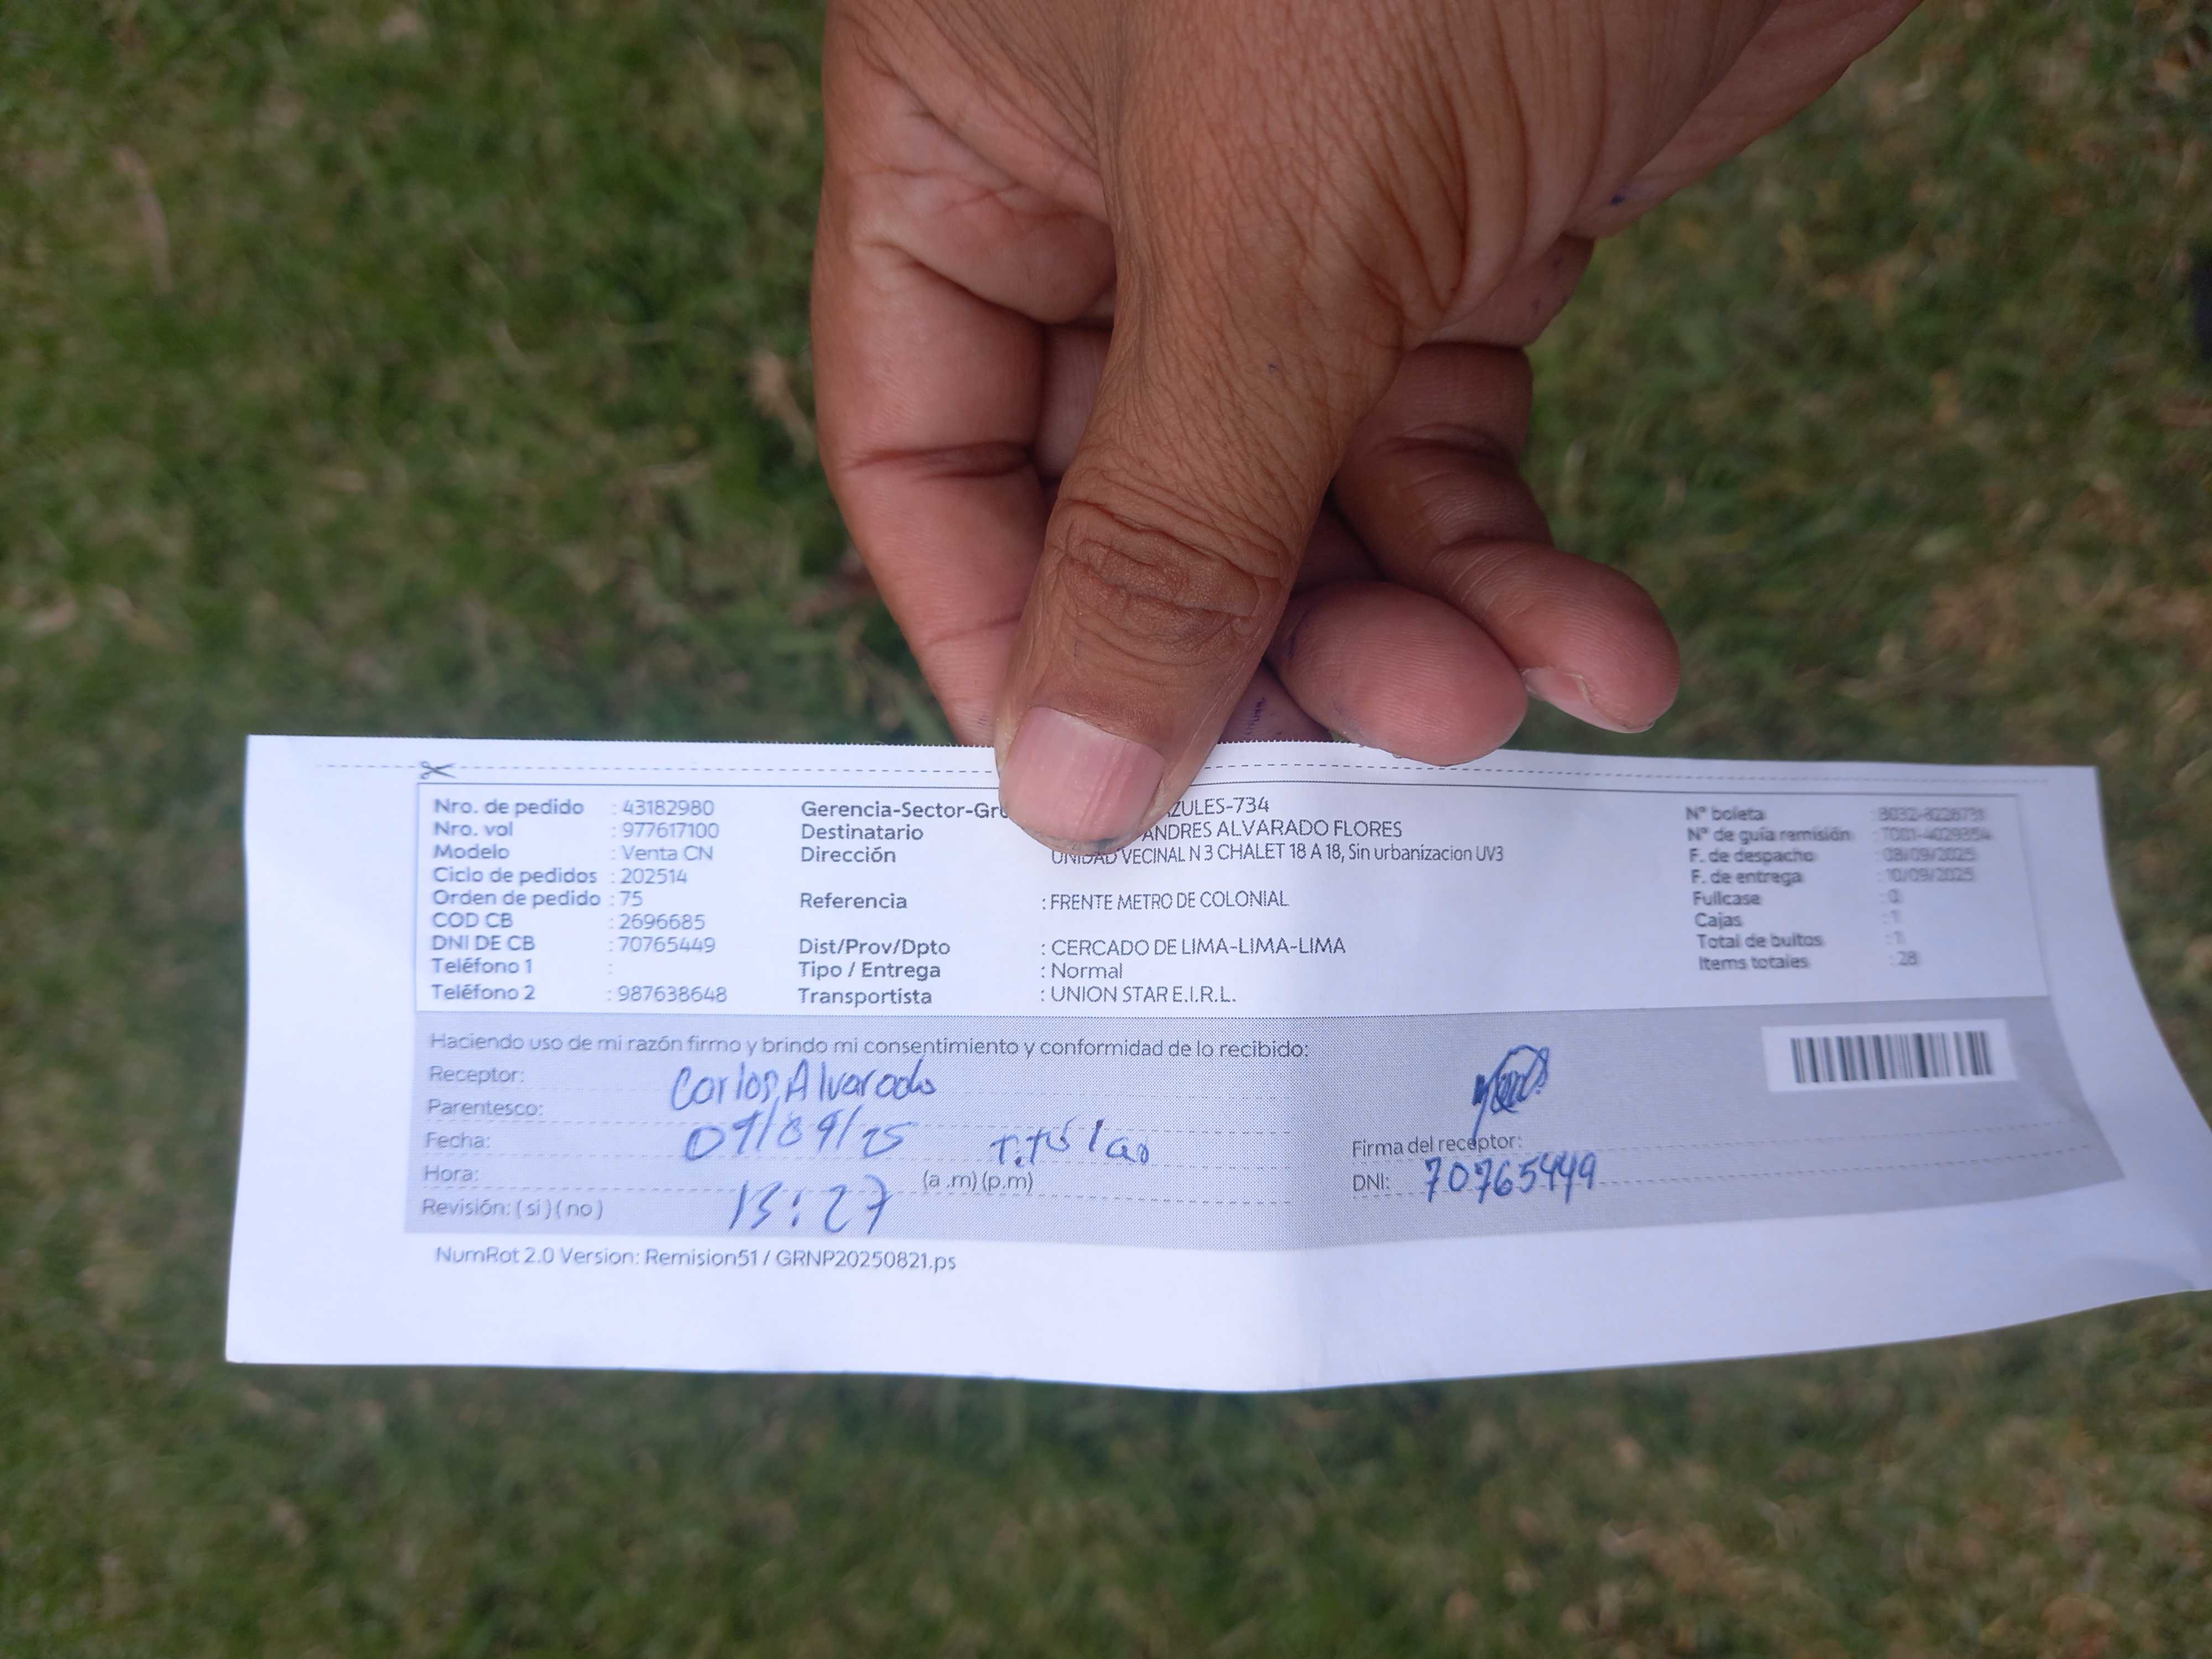 Nro. de pedido : 43182980
Nro. vol : 977617100
Modelo : Venta CN
Ciclo de pedidos : 202514
Orden de pedido : 75
COD CB : 2696685
DNI DE CB : 70765449
Teléfono 1 :
Teléfono 2 : 987638648
Gerencia-Sector-Gr ZULES-734
Destinatario ANDRES ALVARADO FLORES
Dirección UNIDAD VECINAL N 3 CHALET 18 A 18, Sin urbanizacion UV3
Referencia : FRENTE METRO DE COLONIAL
Dist/Prov/Dpto : CERCADO DE LIMA-LIMA-LIMA
Tipo / Entrega : Normal
Transportista : UNION STAR E.I.R.L.
N° boleta
N° de guía remisión
F. de despacho : 08/09/2025
F. de entrega : 10/09/2025
Fullcase : 0
Cajas : 1
Total de bultos : 1
Items totales : 28
Haciendo uso de mi razón firmo y brindo mi consentimiento y conformidad de lo recibido:
Receptor: Carlos Alvarado
Parentesco:
Fecha: 09/09/25 Titular
Hora: (a .m) (p.m)
Revisión: ( si ) ( no ) 13:27
Firma del receptor:
DNI: 70765449
NumRot 2.0 Version: Remision51 / GRNP20250821.ps